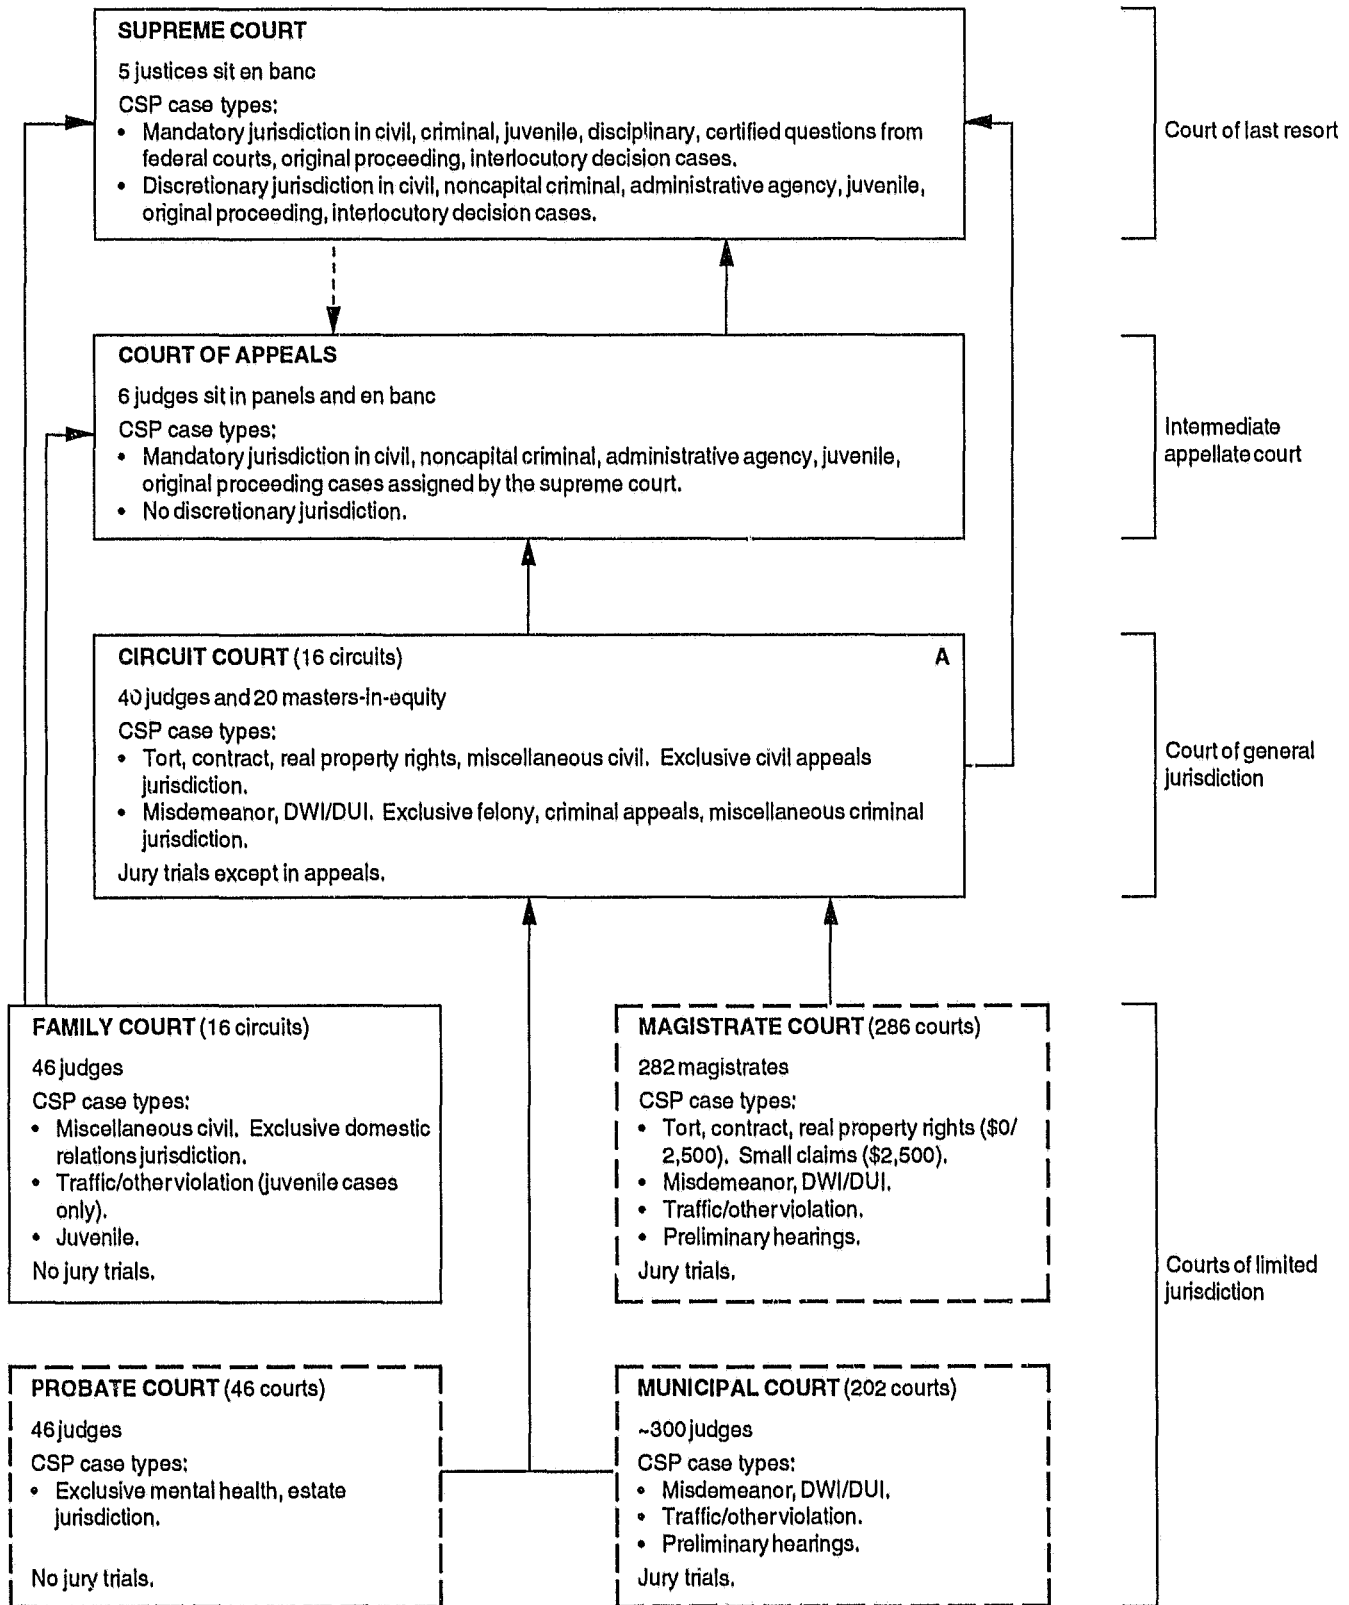 SUPREME COURT
5 justices sit en banc
CSP case types:
• Mandatory jurisdiction in civil, criminal, juvenile, disciplinary, certified questions from
federal courts, original proceeding, interlocutory decision cases.
• Discretionary jurisdiction in civil, noncapital criminal, administrative agency, juvenile,
original proceeding, interlocutory decision cases.
Court of last resort
COURT OF APPEALS
6 judges sit in panels and en banc
CSP case types:
• Mandatory jurisdiction in civil, noncapital criminal, administrative agency, juvenile,
original proceeding cases assigned by the supreme court.
• No discretionary jurisdiction.
Intermediate
appellate court
CIRCUIT COURT (16 circuits) A
40 judges and 20 masters-in-equity
CSP case types:
• Tort, contract, real property rights, miscellaneous civil. Exclusive civil appeals
jurisdiction.
• Misdemeanor, DWI/DUI. Exclusive felony, criminal appeals, miscellaneous criminal
jurisdiction.
Jury trials except in appeals.
Court of general
jurisdiction
FAMILY COURT (16 circuits)
46 judges
CSP case types:
• Miscellaneous civil. Exclusive domestic
relations jurisdiction.
• Traffic/other violation (juvenile cases
only).
• Juvenile.
No jury trials.
MAGISTRATE COURT (286 courts)
282 magistrates
CSP case types:
• Tort, contract, real property rights ($0/
2,500). Small claims ($2,500).
• Misdemeanor, DWI/DUI.
• Traffic/other violation.
• Preliminary hearings.
Jury trials.
Courts of limited
jurisdiction
PROBATE COURT (46 courts)
46 judges
CSP case types:
• Exclusive mental health, estate
jurisdiction.
No jury trials.
MUNICIPAL COURT (202 courts)
~300 judges
CSP case types:
• Misdemeanor, DWI/DUI.
• Traffic/other violation.
• Preliminary hearings.
Jury trials.